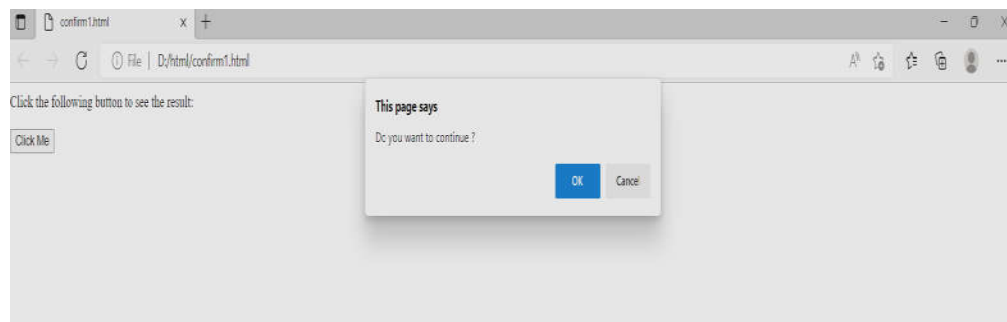 confirm1.html
File | D:/html/confirm1.html
Click the following button to see the result:
Click Me
This page says
Do you want to continue ?
OK
Cancel